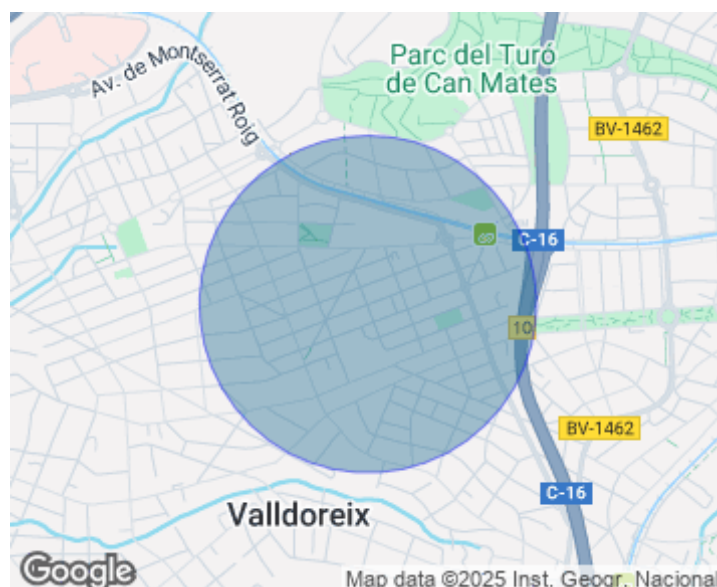 Parc del Turó
de Can Mates
Av. de Montserrat Roig
BV-1462
C-16
10
BV-1462
C-16
Valldoreix
Google
Map data ©2025 Inst. Geogr. Nacional